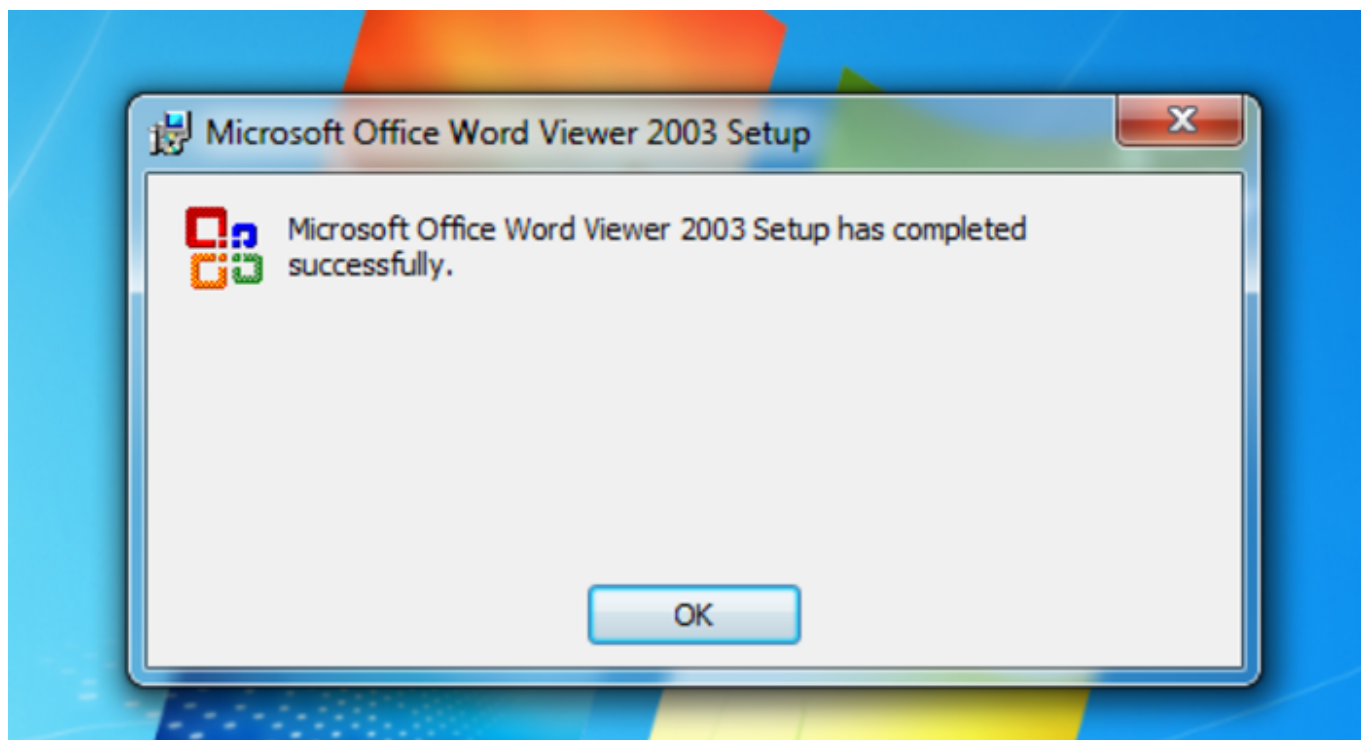 Microsoft Office Word Viewer 2003 Setup
Microsoft Office Word Viewer 2003 Setup has completed
successfully.
OK